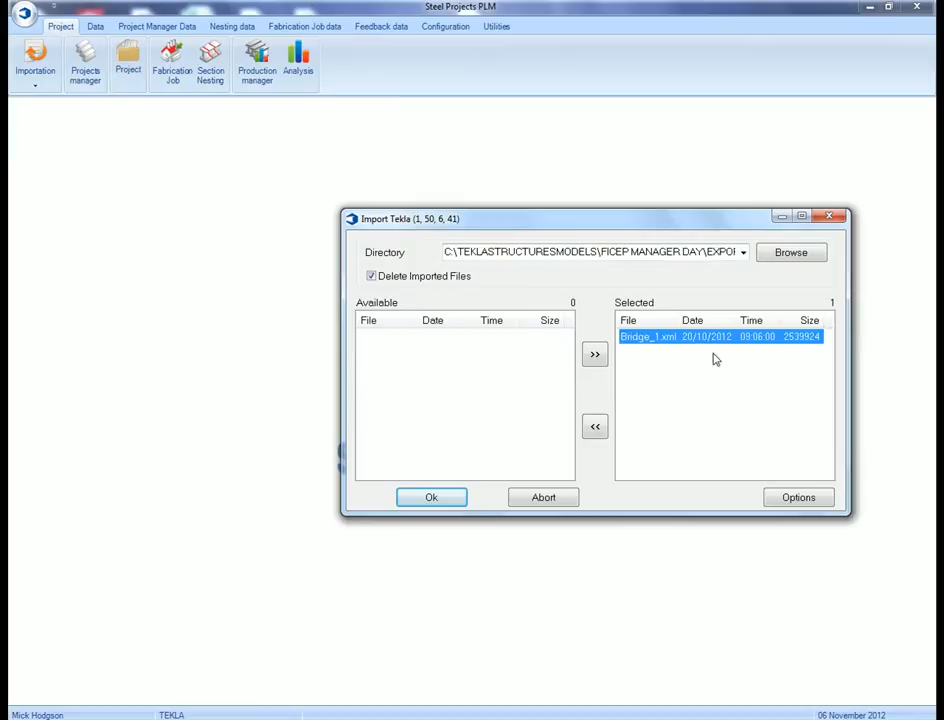 Steel Projects PLM
Project Data Project Manager Data Nesting data Fabrication Job data Feedback data Configuration Utilities
Importation Projects manager Project Fabrication Job Section Nesting Production manager Analysis
Import Tekla (1, 50, 6, 41)
Directory C:\TEKLASTRUCTURESMODELS\FICEP MANAGER DAY\EXPOR Browse
Delete Imported Files
Available 0 Selected 1
File Date Time Size File Date Time Size
Bridge_1.xml 20/10/2012 09:06:00 2539924
>>
<<
Ok Abort Options
Mick Hodgson TEKLA 06 November 2012